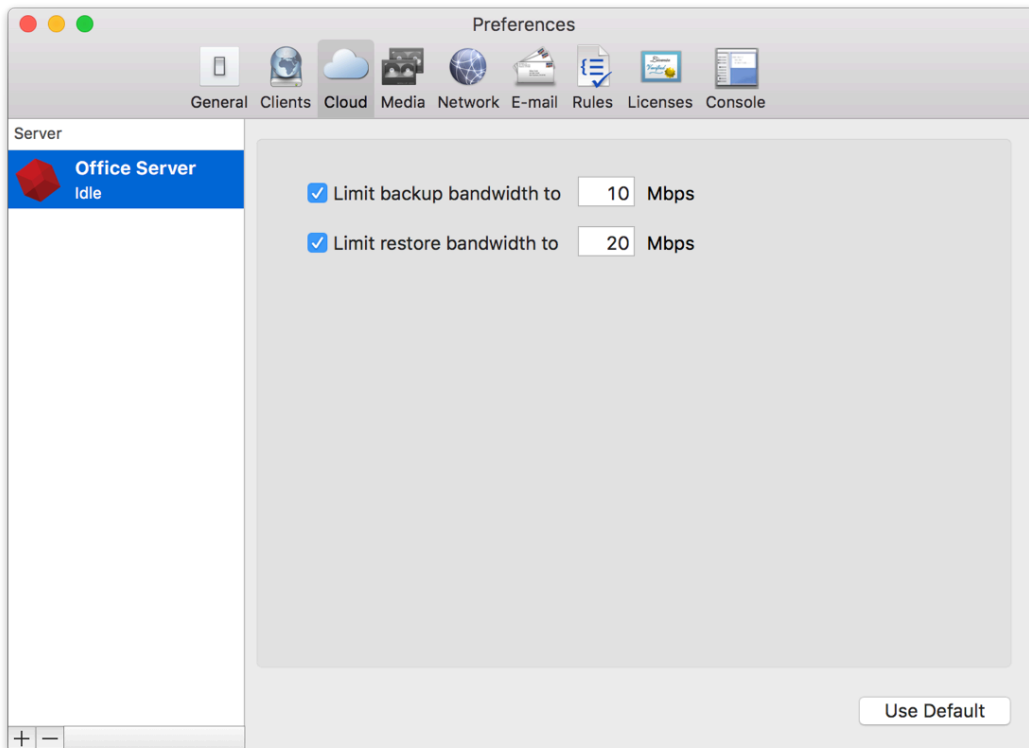 Preferences
General Clients Cloud Media Network E-mail Rules Licenses Console
Server
Office Server
Idle
Limit backup bandwidth to 10 Mbps
Limit restore bandwidth to 20 Mbps
Use Default